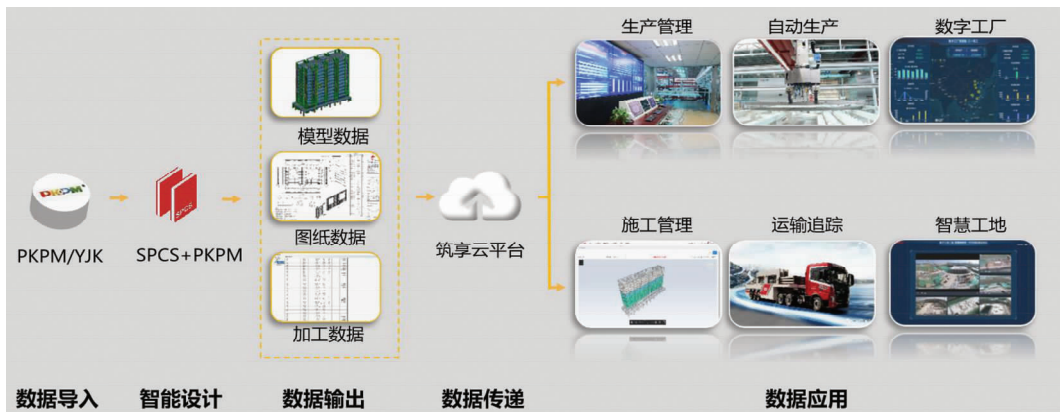 生产管理
自动生产
数字工厂
模型数据
PKPM
PKPM/YJK
SPCS
SPCS+PKPM
图纸数据
筑享云平台
施工管理
运输追踪
智慧工地
加工数据
数据导入
智能设计
数据输出
数据传递
数据应用